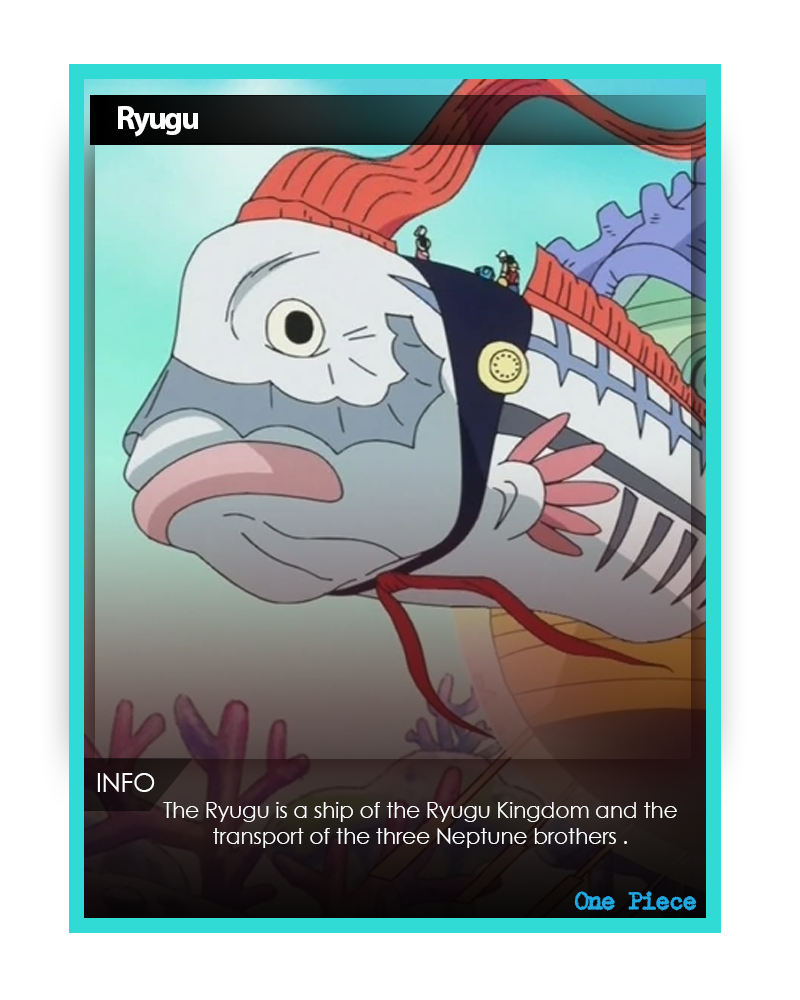 Ryugu
INFO
The Ryugu is a ship of the Ryugu Kingdom and the
transport of the three Neptune brothers .
One Piece